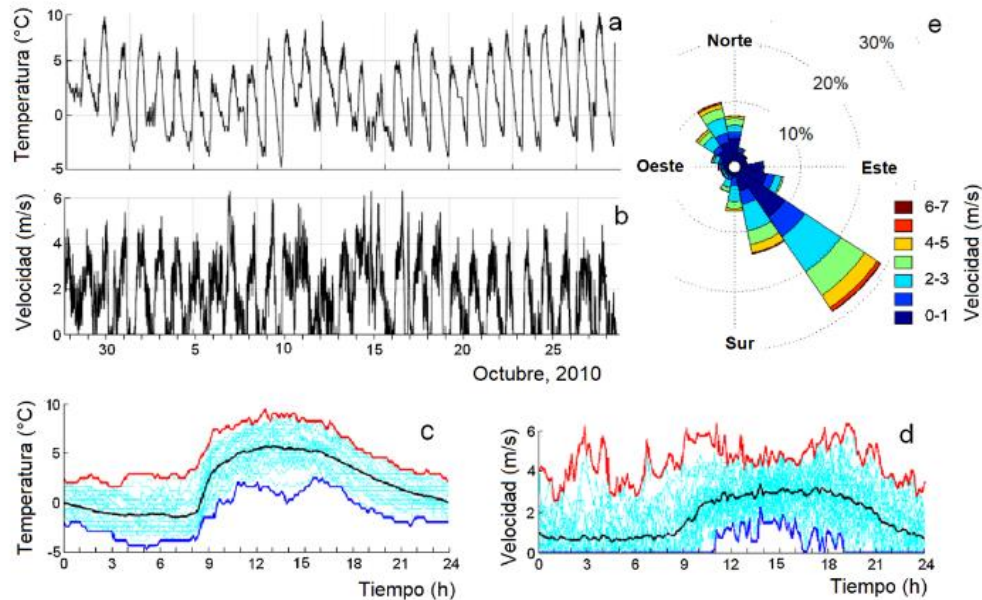 a
Temperatura (°C)
10
5
0
-5
b
Velocidad (m/s)
6
4
2
0
30
5
10
15
20
25
Octubre, 2010
e
Norte
30%
20%
10%
Oeste
Este
Sur
Velocidad (m/s)
6-7
4-5
2-3
0-1
c
Temperatura (°C)
10
5
0
-5
0
3
6
9
12
15
18
21
24
Tiempo (h)
d
Velocidad (m/s)
6
4
2
0
0
3
6
9
12
15
18
21
24
Tiempo (h)